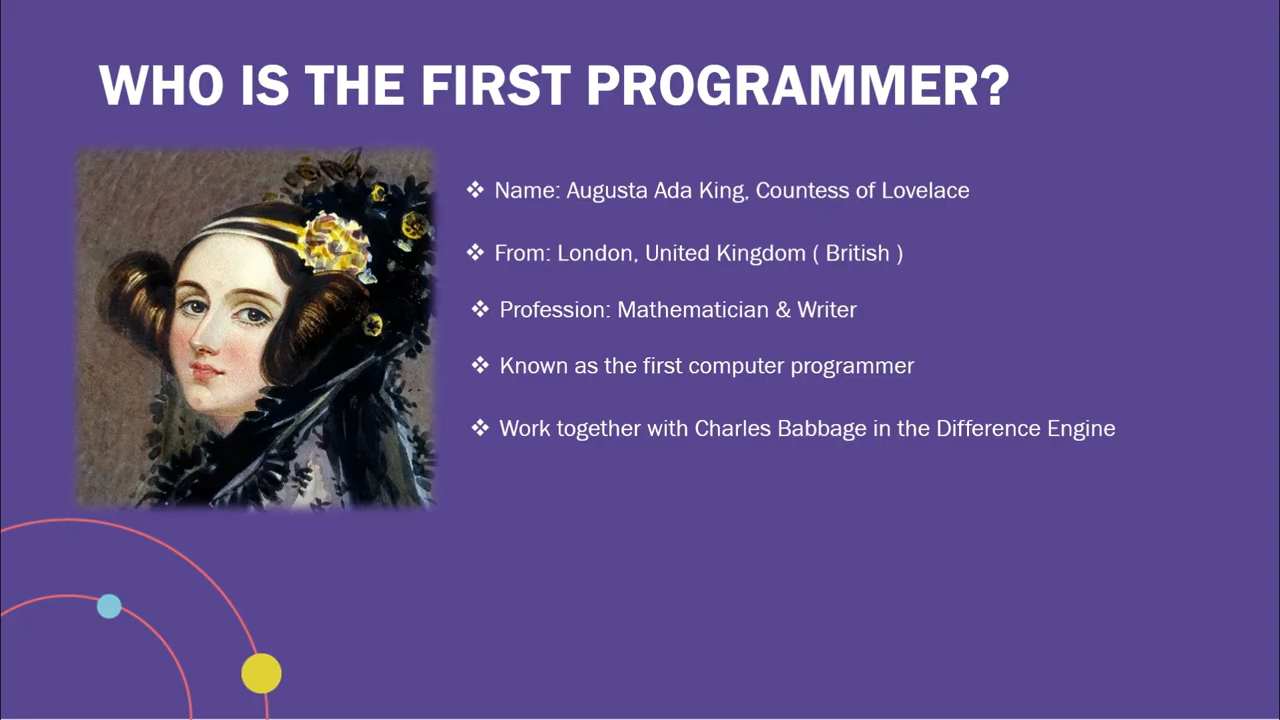 WHO IS THE FIRST PROGRAMMER?
❖ Name: Augusta Ada King, Countess of Lovelace
❖ From: London, United Kingdom ( British )
❖ Profession: Mathematician & Writer
❖ Known as the first computer programmer
❖ Work together with Charles Babbage in the Difference Engine